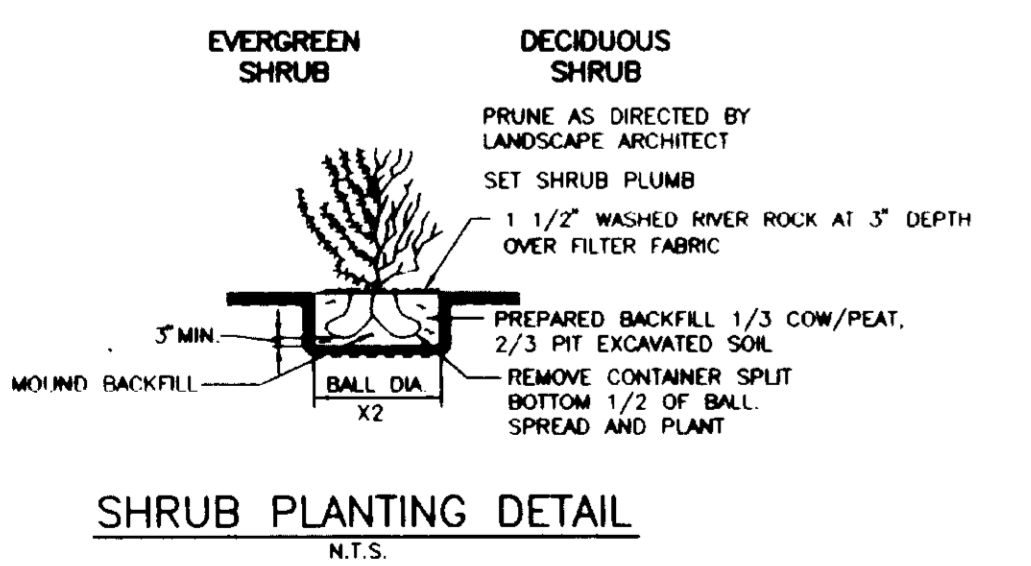 EVERGREEN
SHRUB
DECIDUOUS
SHRUB
PRUNE AS DIRECTED BY
LANDSCAPE ARCHITECT
SET SHRUB PLUMB
1 1/2" WASHED RIVER ROCK AT 3" DEPTH
OVER FILTER FABRIC
PREPARED BACKFILL 1/3 COW/PEAT,
2/3 PIT EXCAVATED SOIL
3" MIN.
MOUND BACKFILL
BALL DIA.
X2
REMOVE CONTAINER SPLIT
BOTTOM 1/2 OF BALL.
SPREAD AND PLANT
SHRUB PLANTING DETAIL
N.T.S.